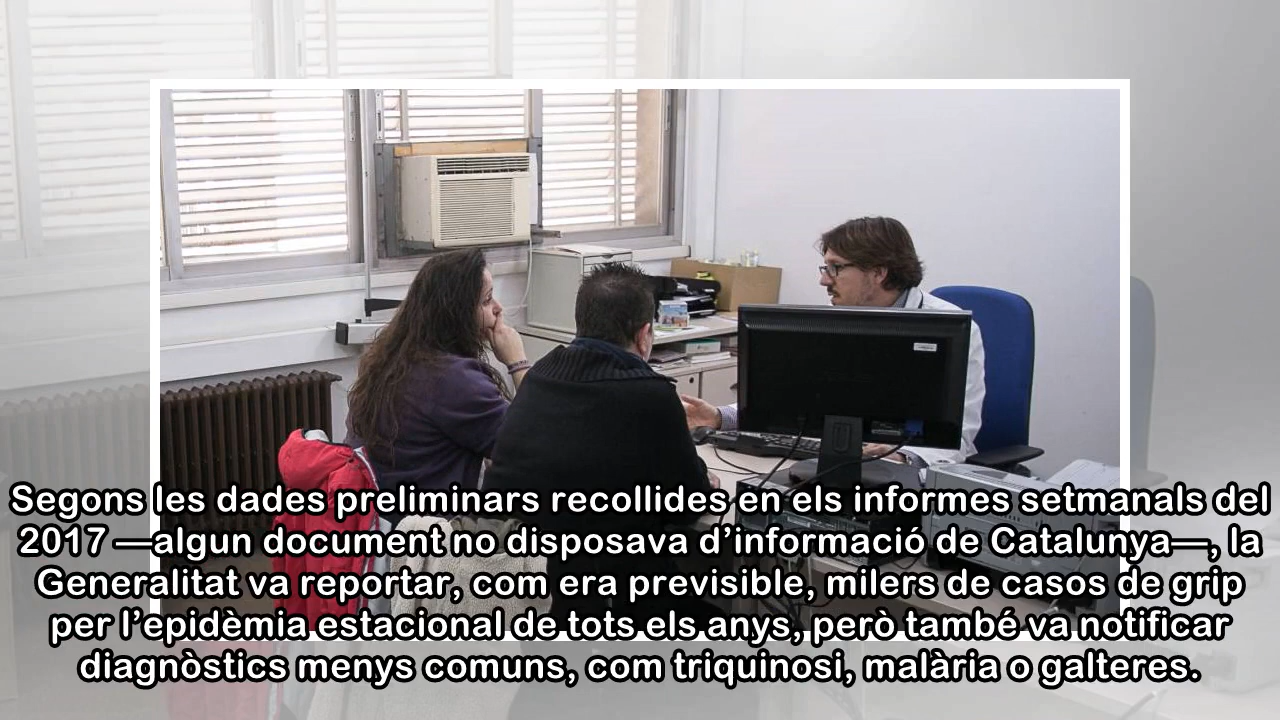 Segons les dades preliminars recollides en els informes setmanals del
2017 —algun document no disposava d’informació de Catalunya—, la
Generalitat va reportar, com era previsible, milers de casos de grip
per l’epidèmia estacional de tots els anys, però també va notificar
diagnòstics menys comuns, com triquinosi, malària o galteres.